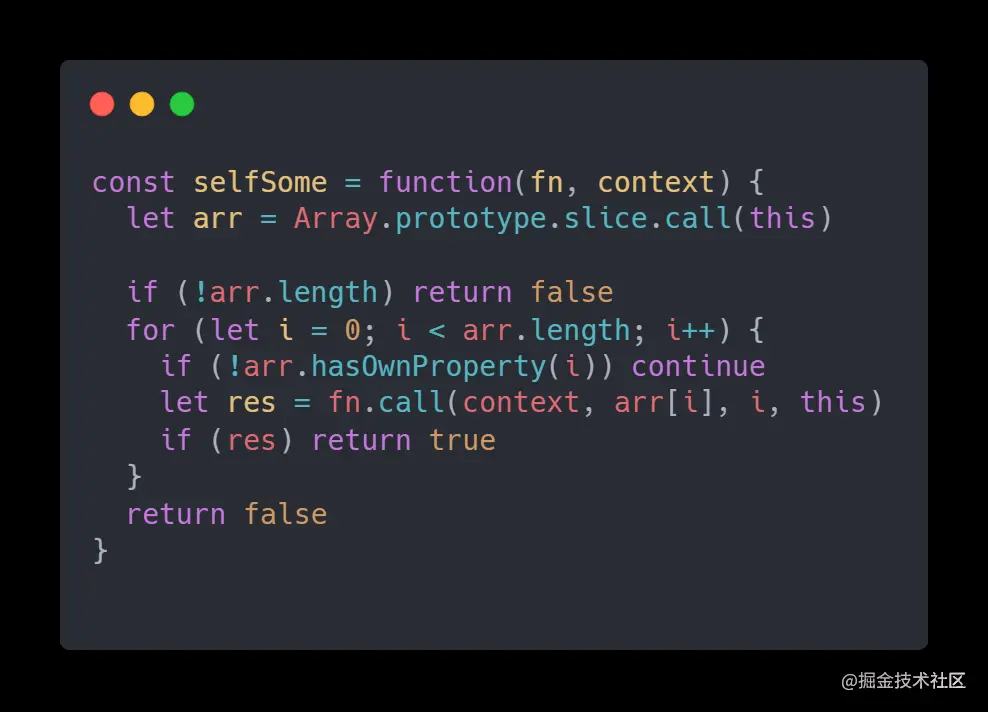 const selfSome = function(fn, context) {
  let arr = Array.prototype.slice.call(this)

  if (!arr.length) return false
  for (let i = 0; i < arr.length; i++) {
    if (!arr.hasOwnProperty(i)) continue
    let res = fn.call(context, arr[i], i, this)
    if (res) return true
  }
  return false
}
@掘金技术社区